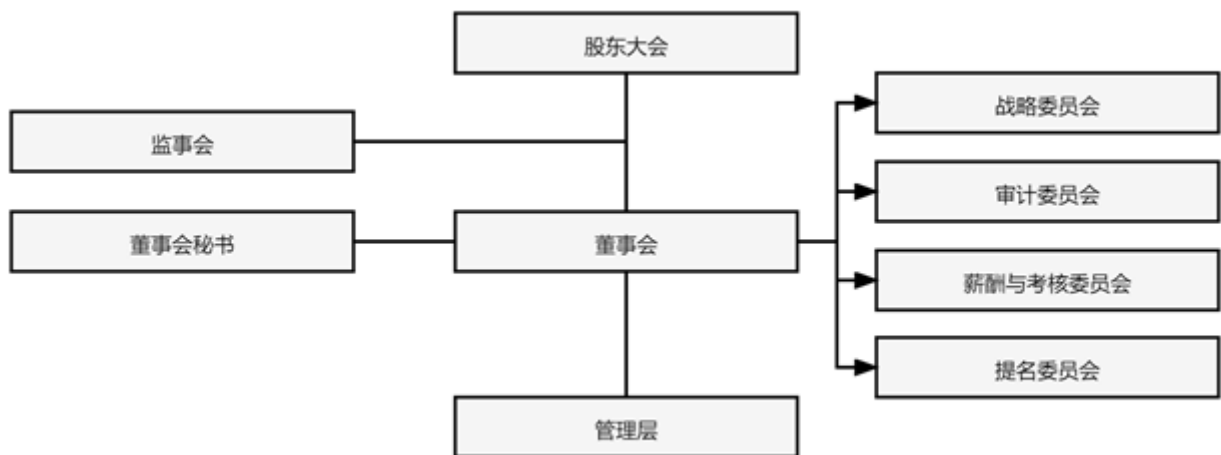 股东大会
战略委员会
监事会
审计委员会
董事会秘书
董事会
薪酬与考核委员会
提名委员会
管理层